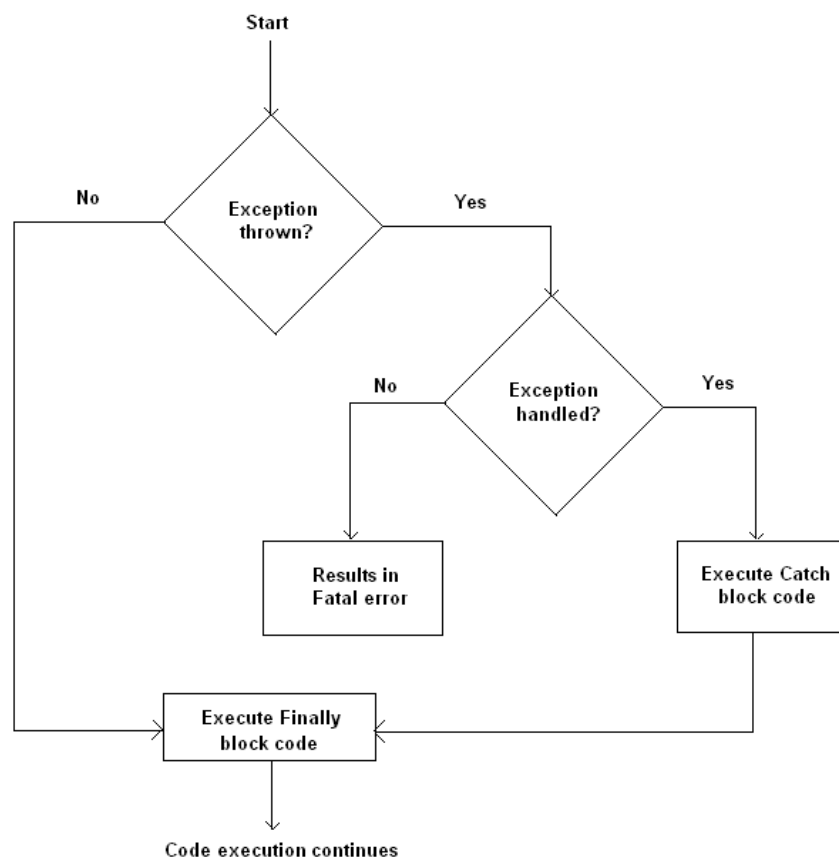 Start
No
Exception
thrown?
Yes
No
Exception
handled?
Yes
Results in
Fatal error
Execute Catch
block code
Execute Finally
block code
Code execution continues